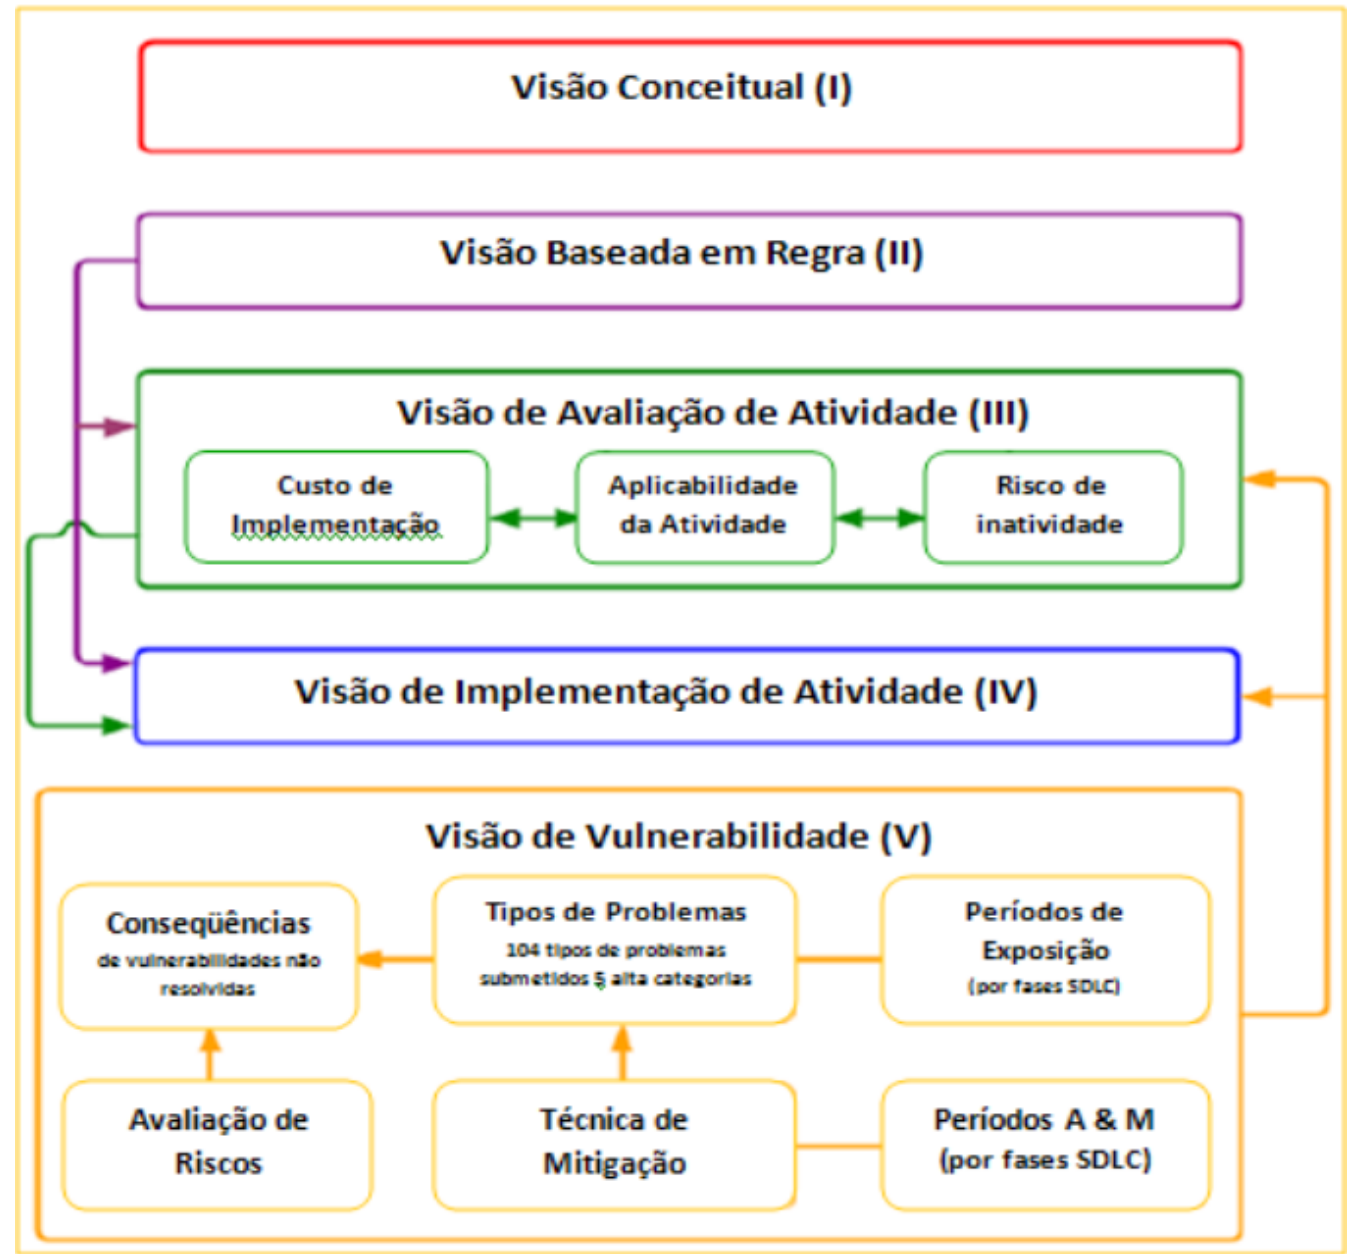 Visão Conceitual (I)
Visão Baseada em Regra (II)
Visão de Avaliação de Atividade (III)
Custo de
Implementação
Aplicabilidade
da Atividade
Risco de
inatividade
Visão de Implementação de Atividade (IV)
Visão de Vulnerabilidade (V)
Conseqüências
de vulnerabilidades não
resolvidas
Tipos de Problemas
104 tipos de problemas
submetidos 5 alta categorias
Períodos de
Exposição
(por fases SDLC)
Avaliação de
Riscos
Técnica de
Mitigação
Períodos A & M
(por fases SDLC)